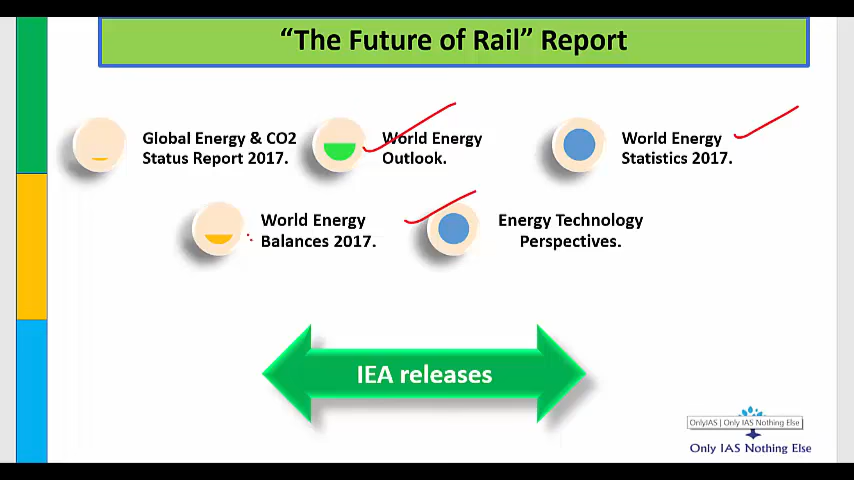 “The Future of Rail” Report
Global Energy & CO2
Status Report 2017.
World Energy
Outlook.
World Energy
Statistics 2017.
World Energy
Balances 2017.
Energy Technology
Perspectives.
IEA releases
OnlyIAS | Only IAS Nothing Else
Only IAS Nothing Else